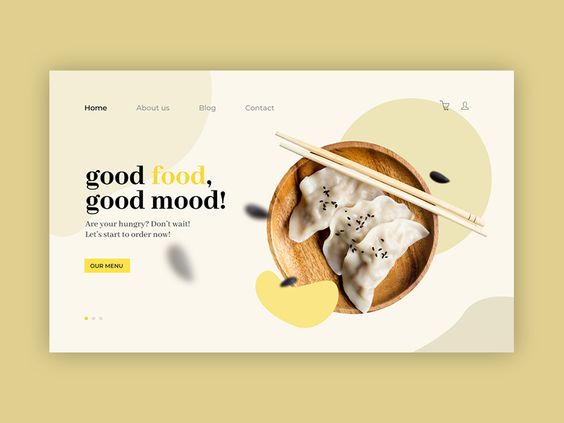 Home About us Blog Contact
good food,
good mood!
Are your hungry? Don't wait!
Let's start to order now!
OUR MENU